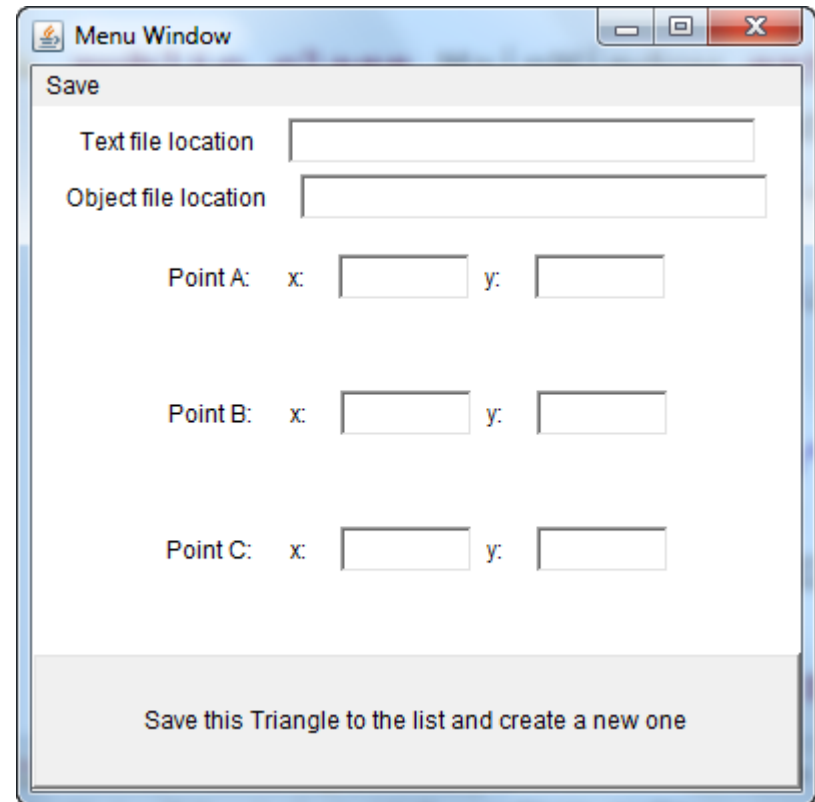 Menu Window
Save
Text file location
Object file location
Point A: x: y:
Point B: x: y:
Point C: x: y:
Save this Triangle to the list and create a new one